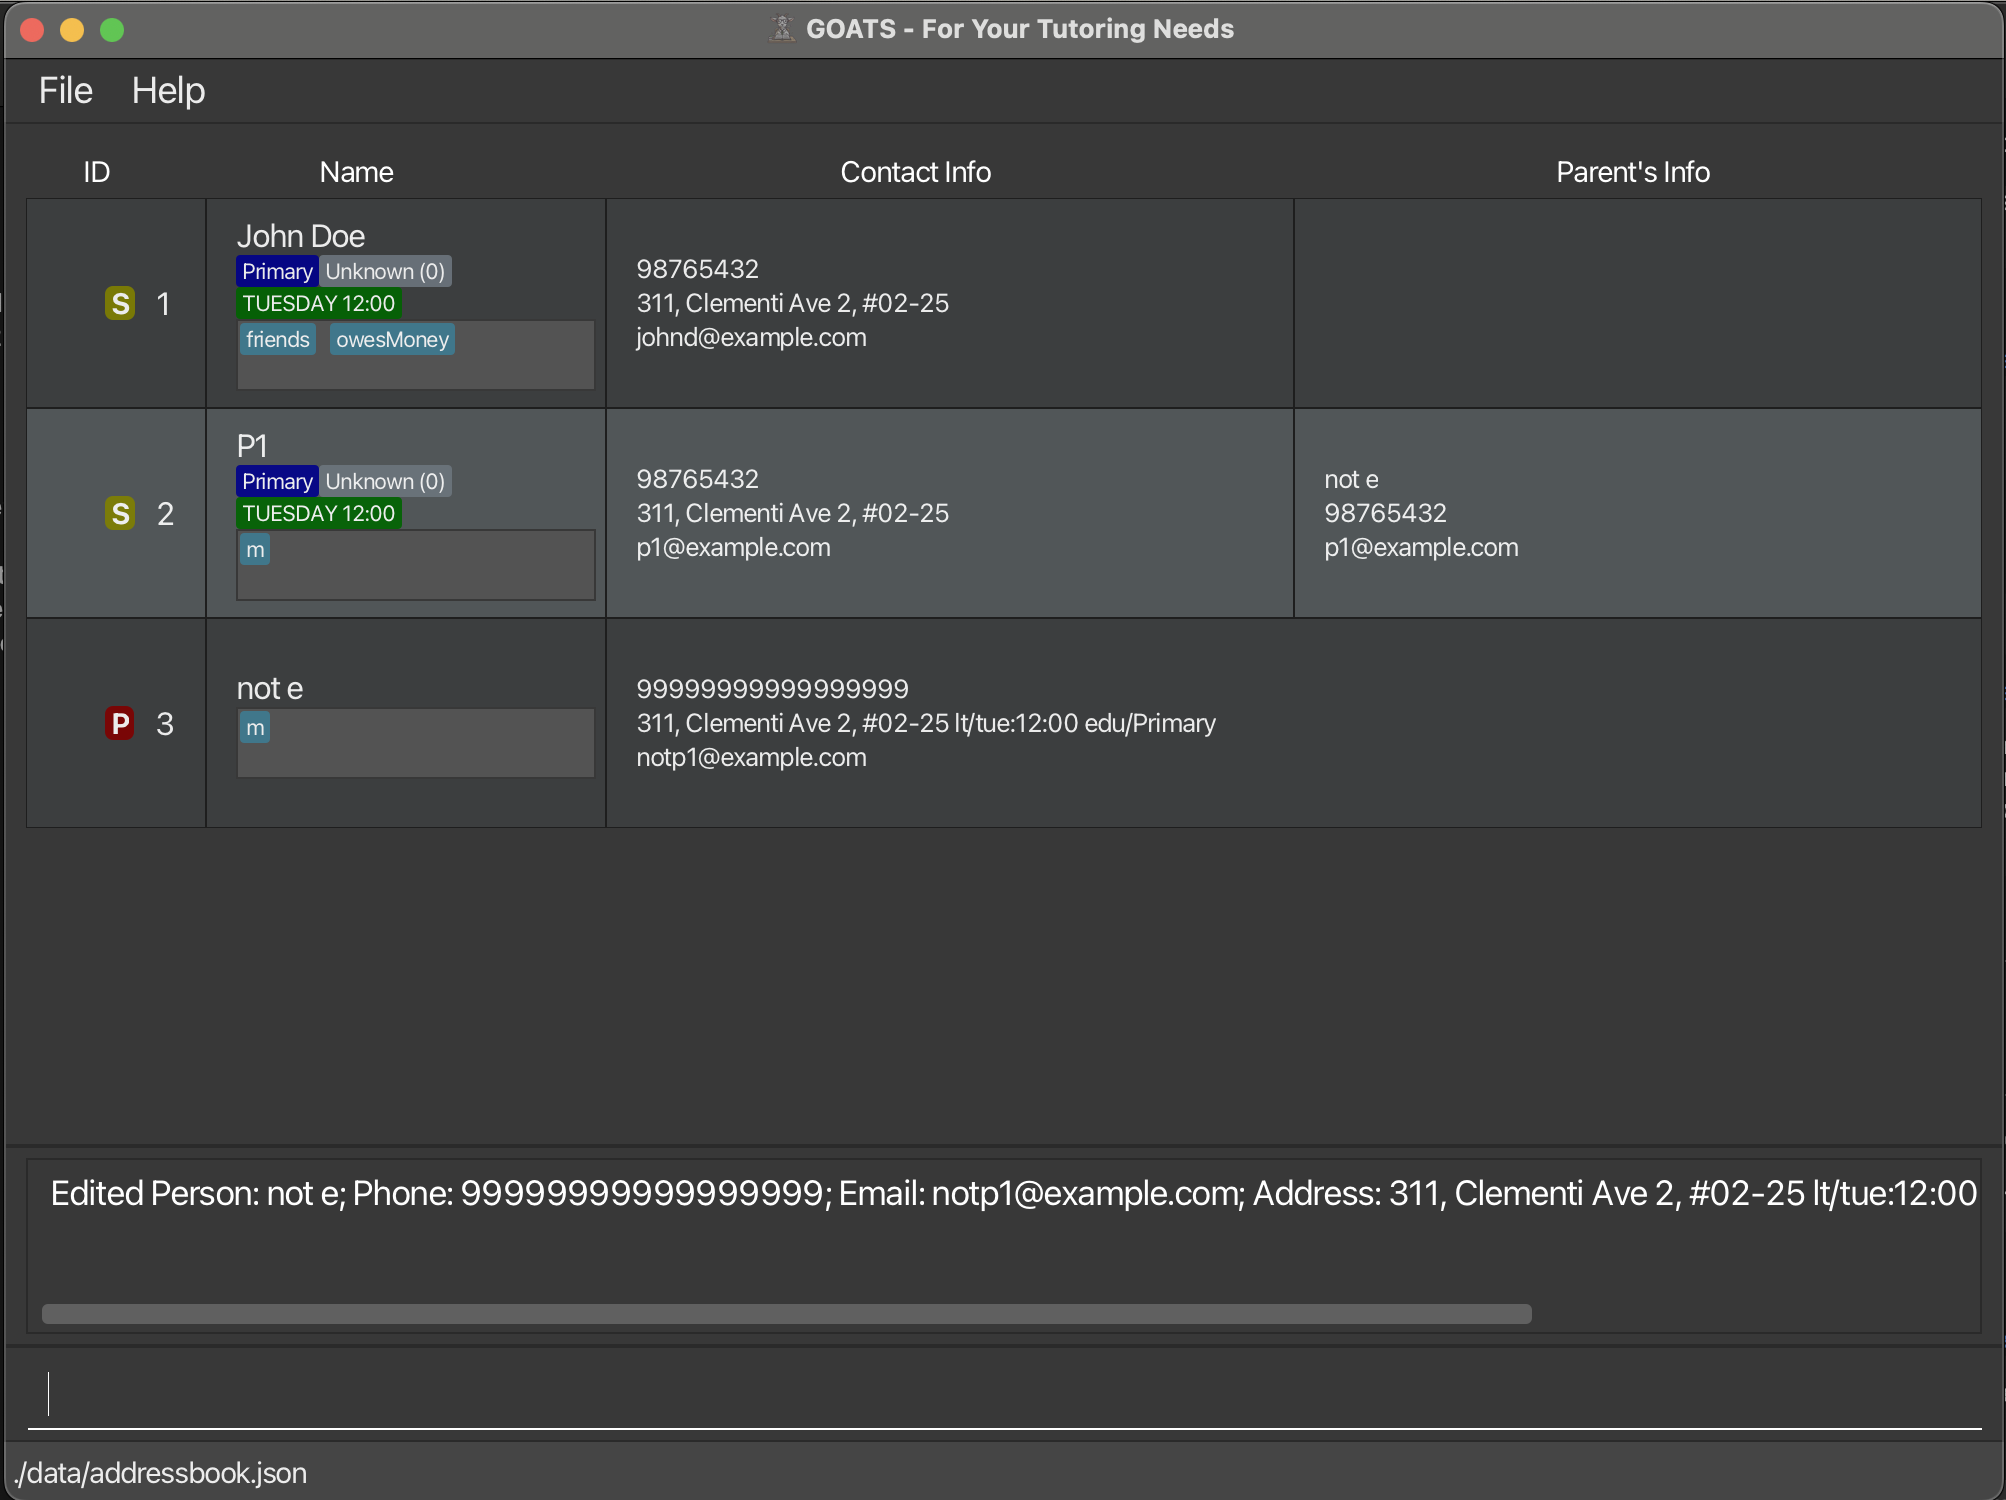 GOATS - For Your Tutoring Needs
File Help
ID Name Contact Info Parent's Info
S 1
John Doe
Primary Unknown (0)
TUESDAY 12:00
friends owesMoney
98765432
311, Clementi Ave 2, #02-25
johnd@example.com
S 2
P1
Primary Unknown (0)
TUESDAY 12:00
m
98765432
311, Clementi Ave 2, #02-25
p1@example.com
not e
98765432
p1@example.com
P 3
not e
m
99999999999999999
311, Clementi Ave 2, #02-25 lt/tue:12:00 edu/Primary
notp1@example.com
Edited Person: not e; Phone: 99999999999999999; Email: notp1@example.com; Address: 311, Clementi Ave 2, #02-25 lt/tue:12:00
./data/addressbook.json